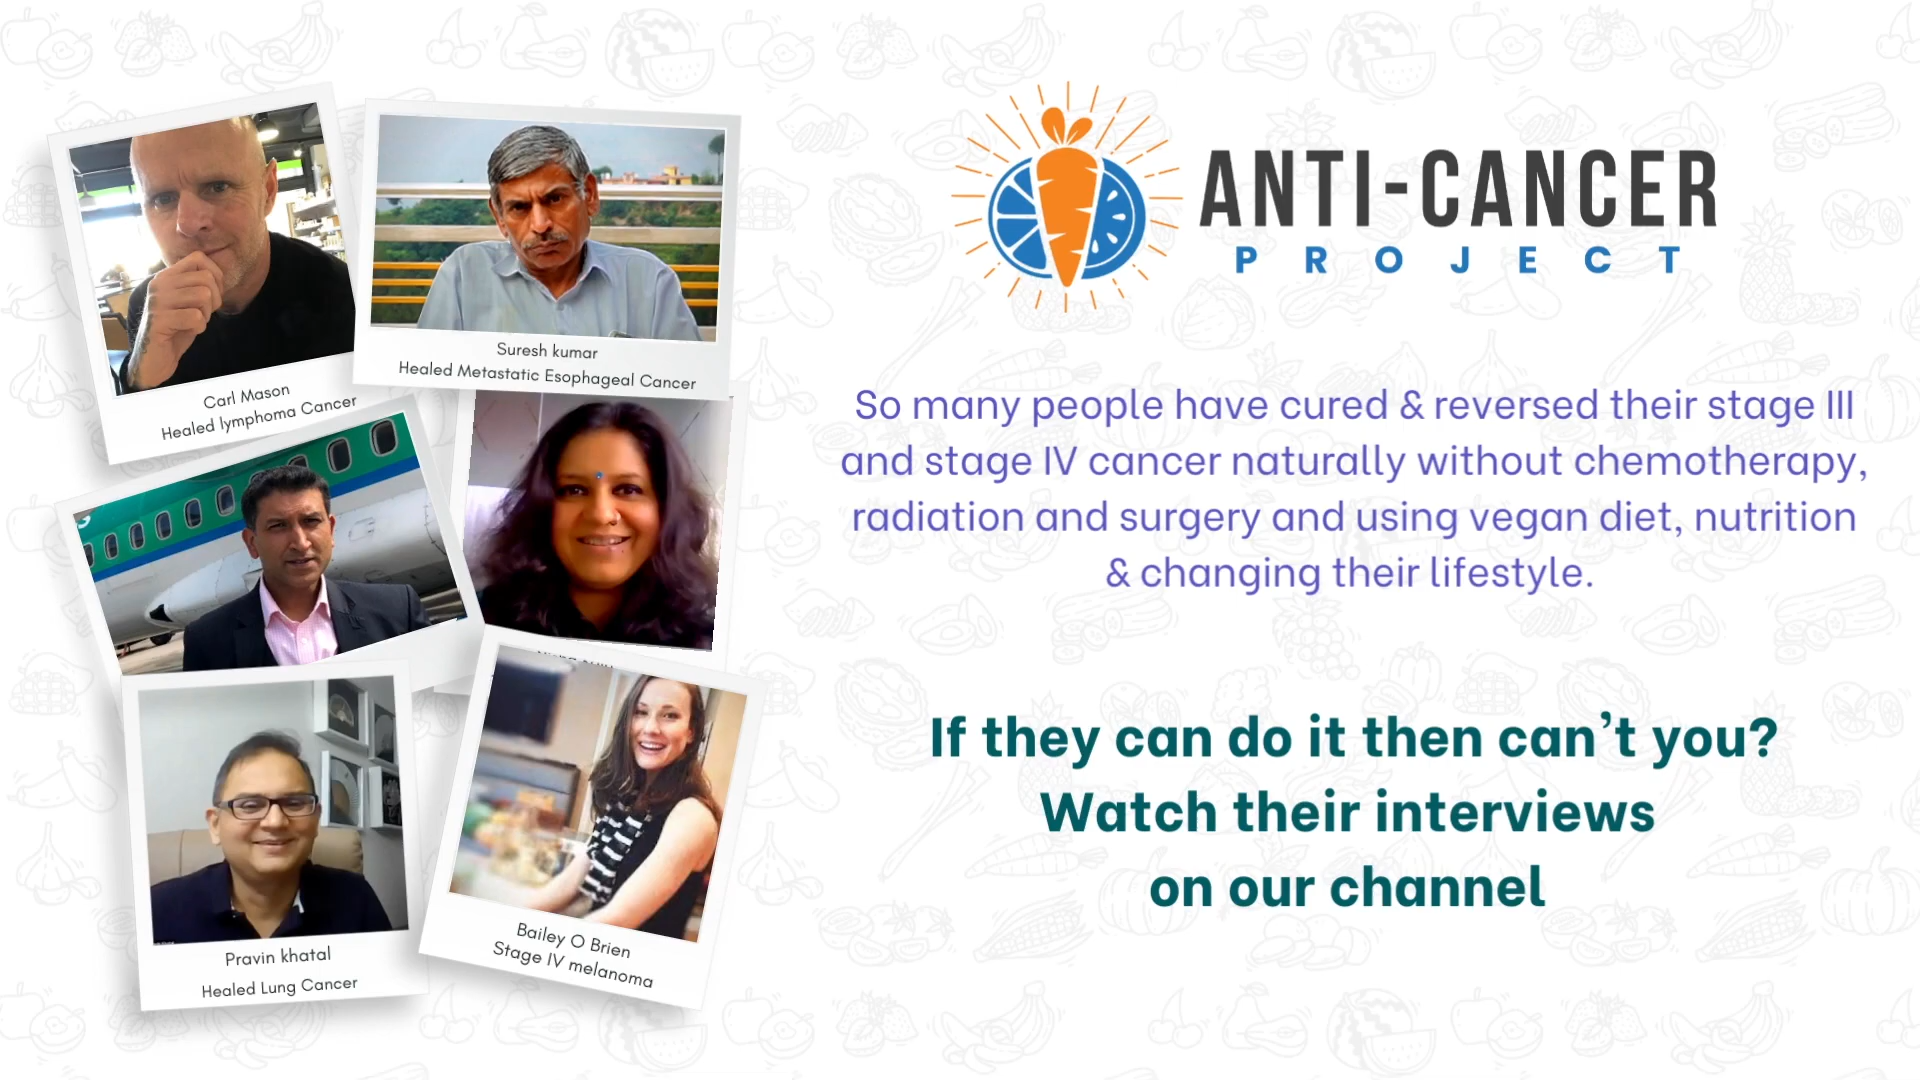 Carl Mason
Healed lymphoma Cancer
Suresh kumar
Healed Metastatic Esophageal Cancer
Pravin khatal
Healed Lung Cancer
Bailey O Brien
Stage IV melanoma
ANTI-CANCER
PROJECT
So many people have cured & reversed their stage III
and stage IV cancer naturally without chemotherapy,
radiation and surgery and using vegan diet, nutrition
& changing their lifestyle.
If they can do it then can't you?
Watch their interviews
on our channel